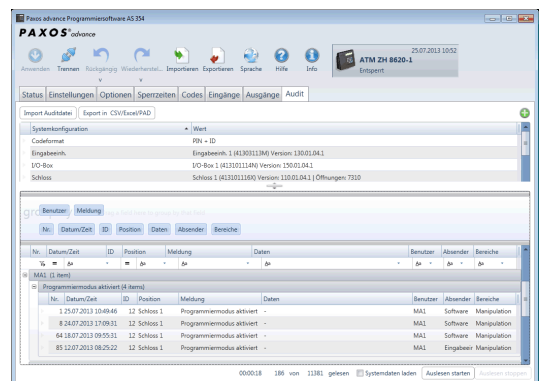 Paxos advance Programmiersoftware AS 354
PAXOS® advance
Anwenden Trennen Rückgängig Wiederherstel... Importieren Exportieren Sprache Hilfe Info
25.07.2013 10:52
ATM ZH 8620-1
Entsperrt
Status Einstellungen Optionen Sperrzeiten Codes Eingänge Ausgänge Audit
Import Auditdatei Export in CSV/Excel/PAD
Systemkonfiguration Wert
Codeformat PIN + ID
Eingabeeinh. Eingabeeinh. 1 (41303113M) Version: 130.01.04.1
I/O-Box I/O-Box 1 (413101114N) Version: 150.01.04.1
Schloss Schloss 1 (413101116X) Version: 110.01.04.1 | Öffnungen: 7310
Benutzer Meldung
Nr. Datum/Zeit ID Position Daten Absender Bereiche
Nr. Datum/Zeit ID Position Meldung Daten Benutzer Absender Bereiche
MA1 (1 item)
Programmiermodus aktiviert (4 items)
Nr. Datum/Zeit ID Position Meldung Daten Benutzer Absender Bereiche
1 25.07.2013 10:49:46 12 Schloss 1 Programmiermodus aktiviert - MA1 Software Manipulation
8 24.07.2013 17:09:31 12 Schloss 1 Programmiermodus aktiviert - MA1 Software Manipulation
64 18.07.2013 09:55:31 12 Schloss 1 Programmiermodus aktiviert - MA1 Software Manipulation
85 12.07.2013 08:25:22 12 Schloss 1 Programmiermodus aktiviert - MA1 Eingabeeir Manipulation
00:00:18 186 von 11381 gelesen Systemdaten laden Auslesen starten Auslesen stoppen